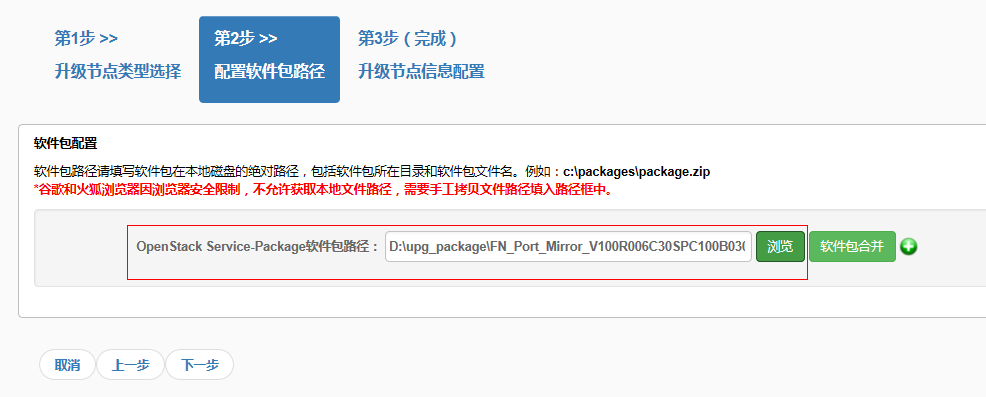 第1步 >>
升级节点类型选择
第2步 >>
配置软件包路径
第3步（完成）
升级节点信息配置
软件包配置
软件包路径请填写软件包在本地磁盘的绝对路径，包括软件包所在目录和软件包文件名。例如：c:\packages\package.zip
*谷歌和火狐浏览器因浏览器安全限制，不允许获取本地文件路径，需要手工拷贝文件路径填入路径框中。
OpenStack Service-Package软件包路径： D:\upg_package\FN_Port_Mirror_V100R006C30SPC100B030 浏览 软件包合并
取消 上一步 下一步